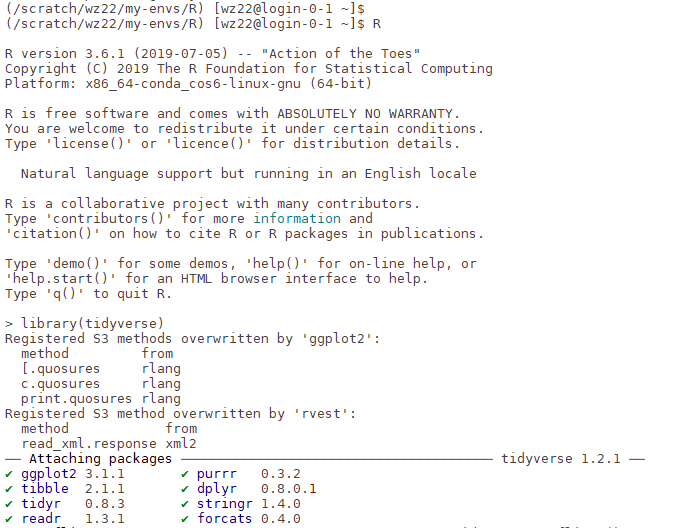 (/scratch/wz22/my-envs/R) [wz22@login-0-1 ~]$
(/scratch/wz22/my-envs/R) [wz22@login-0-1 ~]$ R
R version 3.6.1 (2019-07-05) -- "Action of the Toes"
Copyright (C) 2019 The R Foundation for Statistical Computing
Platform: x86_64-conda_cos6-linux-gnu (64-bit)
R is free software and comes with ABSOLUTELY NO WARRANTY.
You are welcome to redistribute it under certain conditions.
Type 'license()' or 'licence()' for distribution details.
Natural language support but running in an English locale
R is a collaborative project with many contributors.
Type 'contributors()' for more information and
'citation()' on how to cite R or R packages in publications.
Type 'demo()' for some demos, 'help()' for on-line help, or
'help.start()' for an HTML browser interface to help.
Type 'q()' to quit R.
> library(tidyverse)
Registered S3 methods overwritten by 'ggplot2':
method from
[.quosures rlang
c.quosures rlang
print.quosures rlang
Registered S3 method overwritten by 'rvest':
method from
read_xml.response xml2
── Attaching packages ─────────────────────────────────────── tidyverse 1.2.1 ──
✔ ggplot2 3.1.1 ✔ purrr 0.3.2
✔ tibble 2.1.1 ✔ dplyr 0.8.0.1
✔ tidyr 0.8.3 ✔ stringr 1.4.0
✔ readr 1.3.1 ✔ forcats 0.4.0